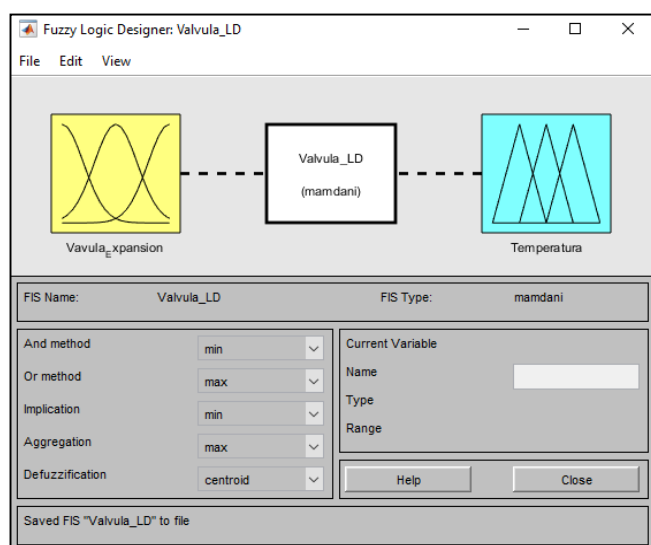 Fuzzy Logic Designer: Valvula_LD
File Edit View
Valvula_LD
(mamdani)
Vavula_Expansion
Temperatura
FIS Name: Valvula_LD FIS Type: mamdani
And method min
Or method max
Implication min
Aggregation max
Defuzzification centroid
Current Variable
Name
Type
Range
Help Close
Saved FIS "Valvula_LD" to file